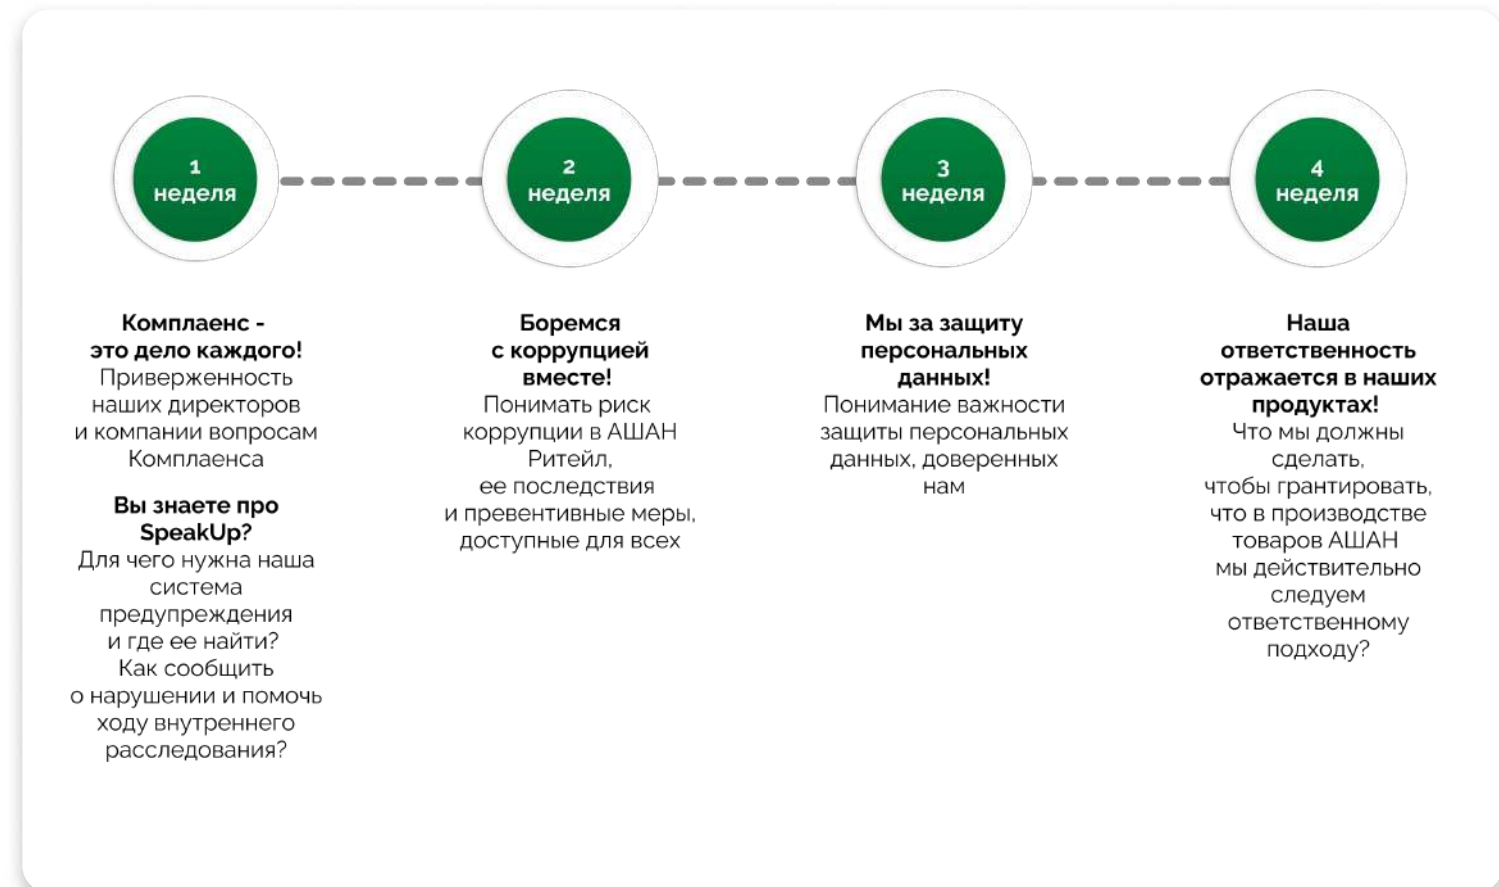 1
неделя
2
неделя
3
неделя
4
неделя
Комплаенс -
это дело каждого!
Приверженность
наших директоров
и компании вопросам
Комплаенса
Вы знаете про
SpeakUp?
Для чего нужна наша
система
предупреждения
и где ее найти?
Как сообщить
о нарушении и помочь
ходу внутреннего
расследования?
Боремся
с коррупцией
вместе!
Понимать риск
коррупции в АШАН
Ритейл,
ее последствия
и превентивные меры,
доступные для всех
Мы за защиту
персональных
данных!
Понимание важности
защиты персональных
данных, доверенных
нам
Наша
ответственность
отражается в наших
продуктах!
Что мы должны
сделать,
чтобы грантировать,
что в производстве
товаров АШАН
мы действительно
следуем
ответственному
подходу?